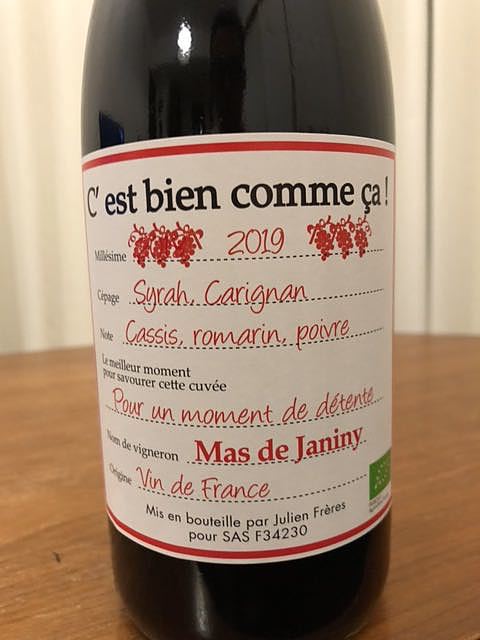 C' est bien comme ça !
Millésime 2019
Cépage Syrah, Carignan
Note Cassis, romarin, poivre
Le meilleur moment
pour savourer cette cuvée
Pour un moment de détente
Nom de vigneron Mas de Janiny
Origine Vin de France
Mis en bouteille par Julien Frères
pour SAS F34230